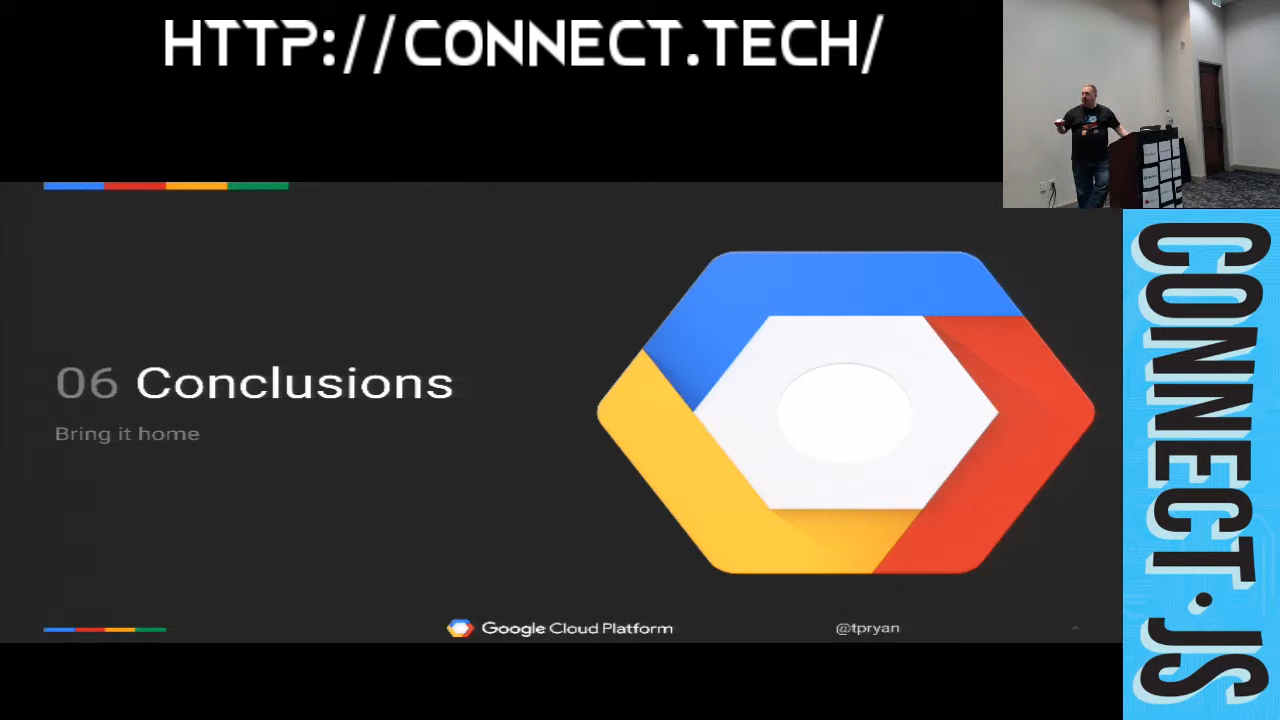 HTTP://CONNECT.TECH/
06 Conclusions
Bring it home
Google Cloud Platform
@tpryan
CONNECT.JS